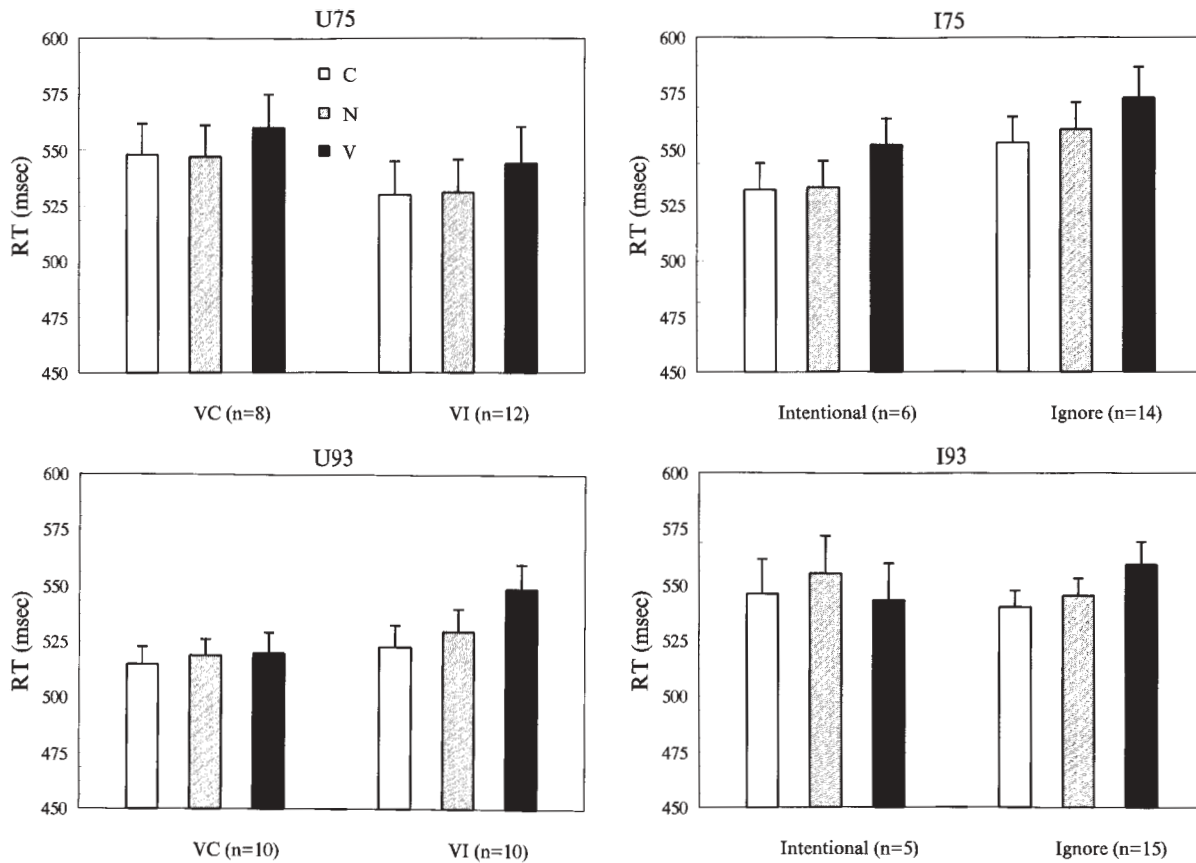 U75
600
575
550
525
500
475
450
RT (msec)
C
N
V
VC (n=8)
VI (n=12)
I75
600
575
550
525
500
475
450
RT (msec)
Intentional (n=6)
Ignore (n=14)
U93
600
575
550
525
500
475
450
RT (msec)
VC (n=10)
VI (n=10)
I93
600
575
550
525
500
475
450
RT (msec)
Intentional (n=5)
Ignore (n=15)